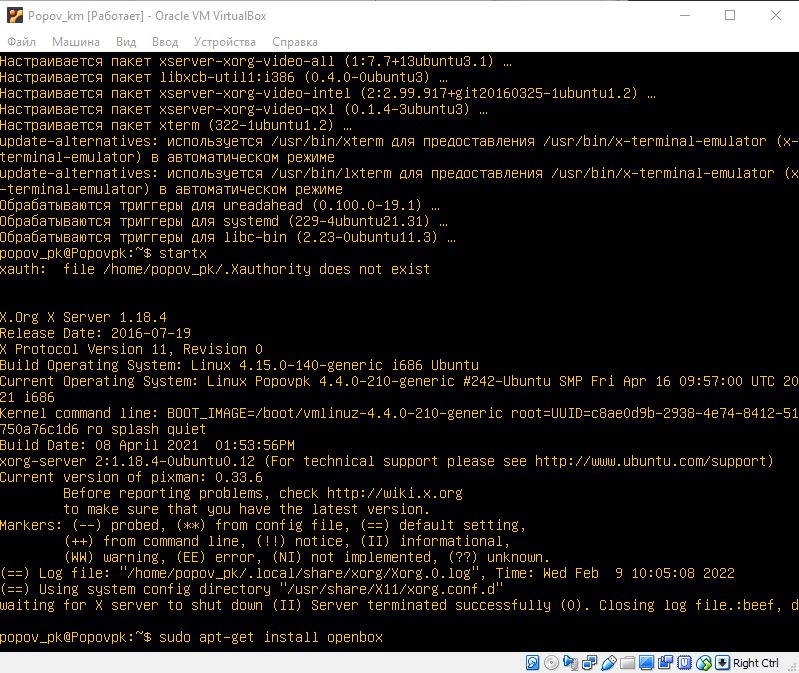 Popov_km [Работает] - Oracle VM VirtualBox
Файл Машина Вид Ввод Устройства Справка
Настраивается пакет xserver-xorg-video-all (1:7.7+13ubuntu3.1) …
Настраивается пакет libxcb-util1:i386 (0.4.0-0ubuntu3) …
Настраивается пакет xserver-xorg-video-intel (2:2.99.917+git20160325-1ubuntu1.2) …
Настраивается пакет xserver-xorg-video-qxl (0.1.4-3ubuntu3) …
Настраивается пакет xterm (322-1ubuntu1.2) …
update-alternatives: используется /usr/bin/xterm для предоставления /usr/bin/x-terminal-emulator (x-
terminal-emulator) в автоматическом режиме
update-alternatives: используется /usr/bin/lxterm для предоставления /usr/bin/x-terminal-emulator (x
-terminal-emulator) в автоматическом режиме
Обрабатываются триггеры для ureadahead (0.100.0-19.1) …
Обрабатываются триггеры для systemd (229-4ubuntu21.31) …
Обрабатываются триггеры для libc-bin (2.23-0ubuntu11.3) …
popov_pk@Popovpk:~$ startx
xauth:  file /home/popov_pk/.Xauthority does not exist
X.Org X Server 1.18.4
Release Date: 2016-07-19
X Protocol Version 11, Revision 0
Build Operating System: Linux 4.15.0-140-generic i686 Ubuntu
Current Operating System: Linux Popovpk 4.4.0-210-generic #242-Ubuntu SMP Fri Apr 16 09:57:00 UTC 20
21 i686
Kernel command line: BOOT_IMAGE=/boot/vmlinuz-4.4.0-210-generic root=UUID=c8ae0d9b-2938-4e74-8412-51
750a76c1d6 ro splash quiet
Build Date: 08 April 2021  01:53:56PM
xorg-server 2:1.18.4-0ubuntu0.12 (For technical support please see http://www.ubuntu.com/support)
Current version of pixman: 0.33.6
Before reporting problems, check http://wiki.x.org
to make sure that you have the latest version.
Markers: (--) probed, (**) from config file, (==) default setting,
(++) from command line, (!!) notice, (II) informational,
(WW) warning, (EE) error, (NI) not implemented, (??) unknown.
(==) Log file: "/home/popov_pk/.local/share/xorg/Xorg.0.log", Time: Wed Feb  9 10:05:08 2022
(==) Using system config directory "/usr/share/X11/xorg.conf.d"
waiting for X server to shut down (II) Server terminated successfully (0). Closing log file.:beef, d
popov_pk@Popovpk:~$ sudo apt-get install openbox
Right Ctrl